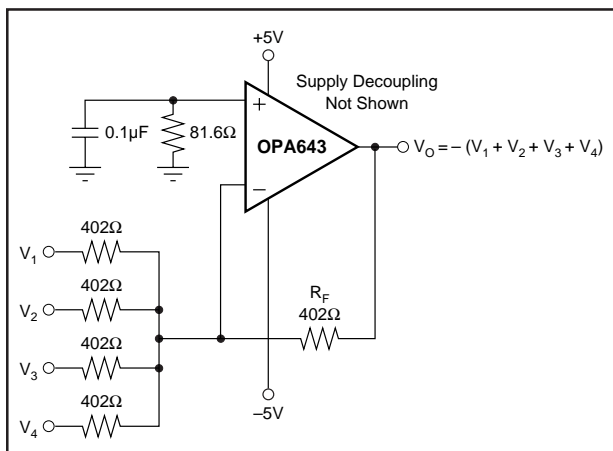 +5V
Supply Decoupling
Not Shown
+
0.1µF
81.6Ω
OPA643
V_O = – (V_1 + V_2 + V_3 + V_4)
–
402Ω
V_1
402Ω
V_2
R_F
402Ω
402Ω
V_3
402Ω
V_4
–5V